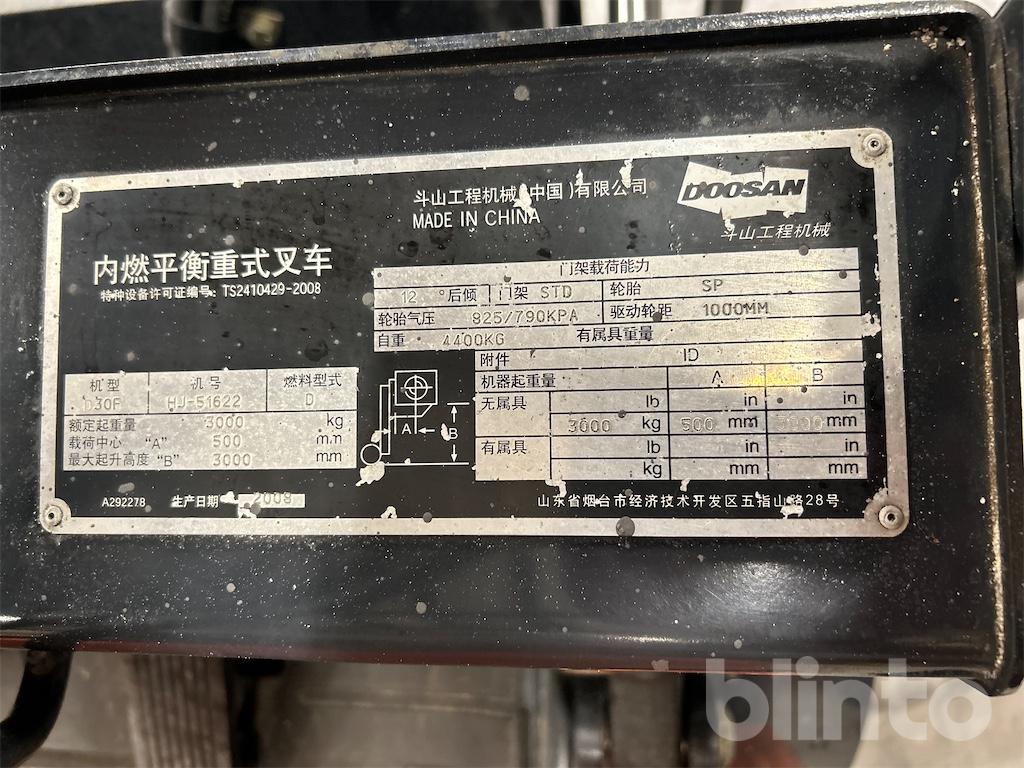 斗山工程机械(中国)有限公司
MADE IN CHINA
DOOSAN
斗山工程机械
内燃平衡重式叉车
特种设备许可证编号: TS2410429-2008
门架载荷能力
12 °后倾 门架 STD 轮胎 SP
轮胎气压 825/790KPA 驱动轮距 1000MM
自重 4400KG 有属具重量
附件 ID
机器起重量 A B
无属具 lb in in
3000 kg 500 mm 3000 mm
有属具 lb in in
kg mm mm
机型 机号 燃料型式
D30F HJ-51622 D
额定起重量 3000 kg
载荷中心 “A” 500 mm
最大起升高度 “B” 3000 mm
A B
A292278 生产日期 2008
山东省烟台市经济技术开发区五指山路28号
blinto